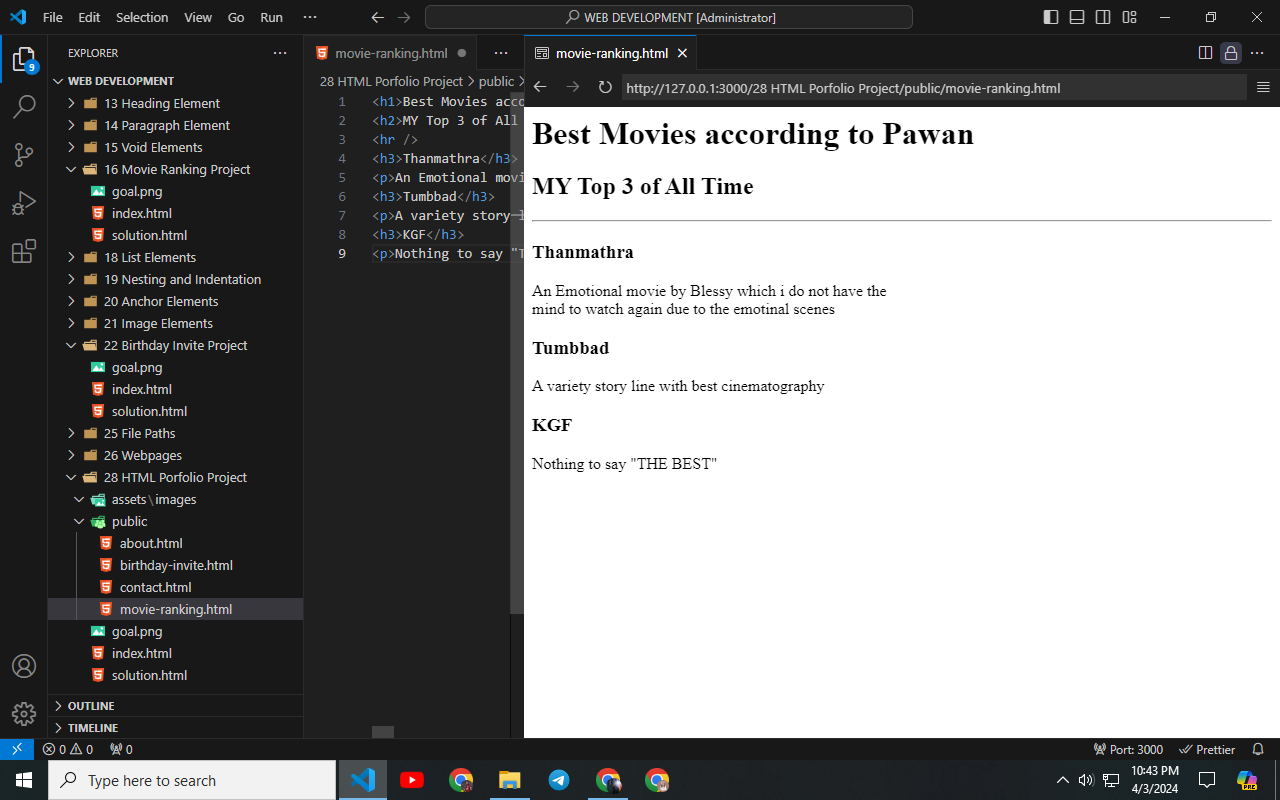 File Edit Selection View Go Run ···
WEB DEVELOPMENT [Administrator]
EXPLORER
WEB DEVELOPMENT
13 Heading Element
14 Paragraph Element
15 Void Elements
16 Movie Ranking Project
goal.png
index.html
solution.html
18 List Elements
19 Nesting and Indentation
20 Anchor Elements
21 Image Elements
22 Birthday Invite Project
goal.png
index.html
solution.html
25 File Paths
26 Webpages
28 HTML Porfolio Project
assets\images
public
about.html
birthday-invite.html
contact.html
movie-ranking.html
goal.png
index.html
solution.html
OUTLINE
TIMELINE
9
movie-ranking.html
28 HTML Porfolio Project > public >
1 <h1>Best Movies acco
2 <h2>MY Top 3 of All
3 <hr />
4 <h3>Thanmathra</h3>
5 <p>An Emotional movi
6 <h3>Tumbbad</h3>
7 <p>A variety story l
8 <h3>KGF</h3>
9 <p>Nothing to say "T
movie-ranking.html
http://127.0.0.1:3000/28 HTML Porfolio Project/public/movie-ranking.html
Best Movies according to Pawan
MY Top 3 of All Time
Thanmathra
An Emotional movie by Blessy which i do not have the
mind to watch again due to the emotinal scenes
Tumbbad
A variety story line with best cinematography
KGF
Nothing to say "THE BEST"
0 0 0
Port: 3000 Prettier
Type here to search
10:43 PM
4/3/2024
PRE